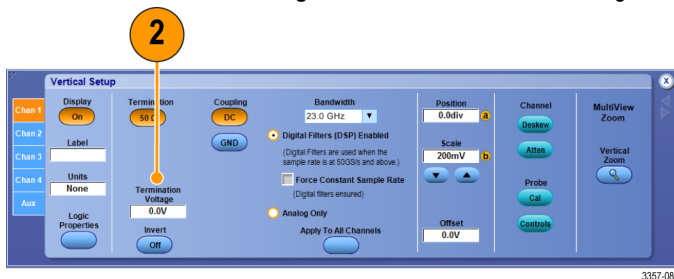 2
Vertical Setup
X
Chan 1
Chan 2
Chan 3
Chan 4
Aux
Display
On
Label
Units
None
Logic
Properties
Termination
50 Ω
Termination
Voltage
0.0V
Invert
Off
Coupling
DC
GND
Bandwidth
23.0 GHz
Digital Filters (DSP) Enabled
(Digital Filters are used when the
sample rate is at 50GS/s and above.)
Force Constant Sample Rate
(Digital filters ensured)
Analog Only
Apply To All Channels
Position
0.0div a
Scale
200mV b
Offset
0.0V
Channel
Deskew
Atten
Probe
Cal
Controls
MultiView
Zoom
Vertical
Zoom